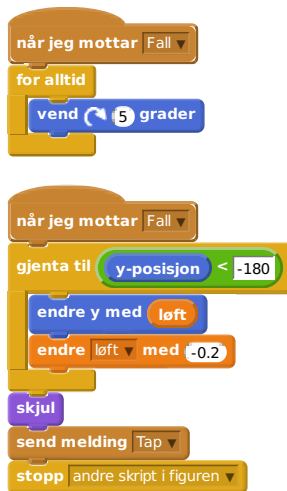 når jeg mottar Fall
for alltid
vend 5 grader
når jeg mottar Fall
gjenta til y-posisjon < -180
endre y med løft
endre løft med -0.2
skjul
send melding Tap
stopp andre skript i figuren